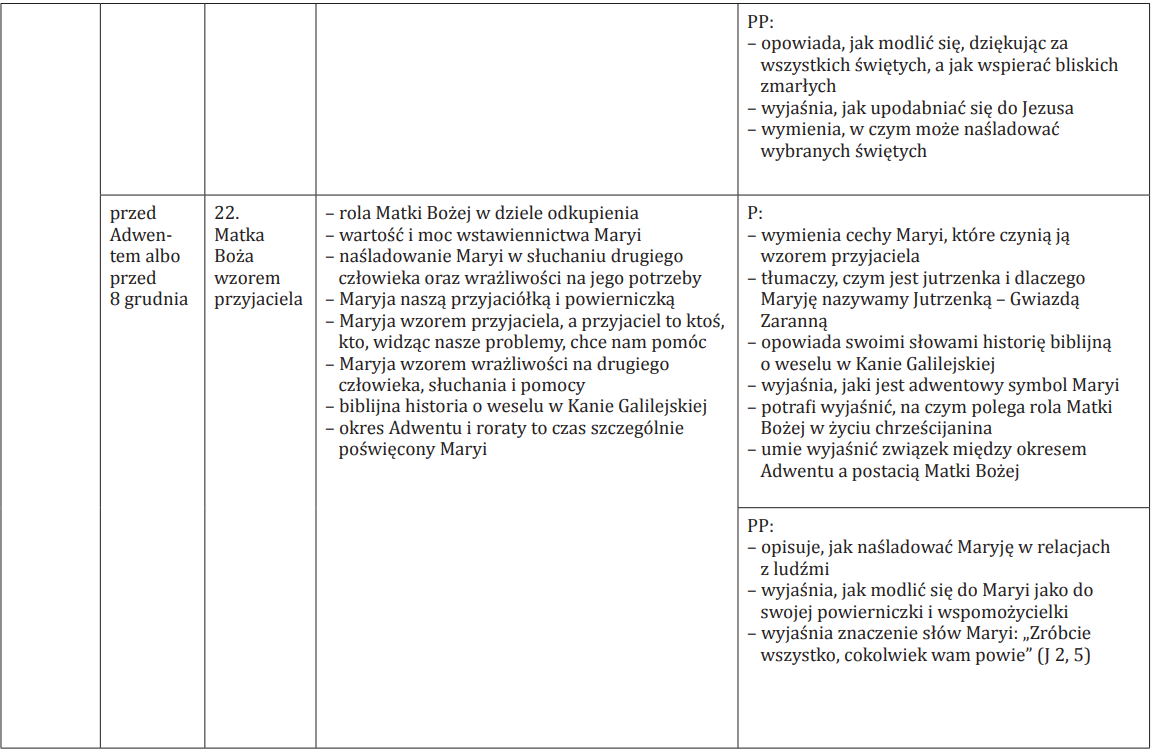 PP:
– opowiada, jak modlić się, dziękując za
wszystkich świętych, a jak wspierać bliskich
zmarłych
– wyjaśnia, jak upodabniać się do Jezusa
– wymienia, w czym może naśladować
wybranych świętych
przed
Adwen-
tem albo
przed
8 grudnia
22.
Matka
Boża
wzorem
przyjaciela
– rola Matki Bożej w dziele odkupienia
– wartość i moc wstawiennictwa Maryi
– naśladowanie Maryi w słuchaniu drugiego
człowieka oraz wrażliwości na jego potrzeby
– Maryja naszą przyjaciółką i powierniczką
– Maryja wzorem przyjaciela, a przyjaciel to ktoś,
kto, widząc nasze problemy, chce nam pomóc
– Maryja wzorem wrażliwości na drugiego
człowieka, słuchania i pomocy
– biblijna historia o weselu w Kanie Galilejskiej
– okres Adwentu i roraty to czas szczególnie
poświęcony Maryi
P:
– wymienia cechy Maryi, które czynią ją
wzorem przyjaciela
– tłumaczy, czym jest jutrzenka i dlaczego
Maryję nazywamy Jutrzenką – Gwiazdą
Zaranną
– opowiada swoimi słowami historię biblijną
o weselu w Kanie Galilejskiej
– wyjaśnia, jaki jest adwentowy symbol Maryi
– potrafi wyjaśnić, na czym polega rola Matki
Bożej w życiu chrześcijanina
– umie wyjaśnić związek między okresem
Adwentu a postacią Matki Bożej
PP:
– opisuje, jak naśladować Maryję w relacjach
z ludźmi
– wyjaśnia, jak modlić się do Maryi jako do
swojej powierniczki i wspomożycielki
– wyjaśnia znaczenie słów Maryi: „Zróbcie
wszystko, cokolwiek wam powie” (J 2, 5)